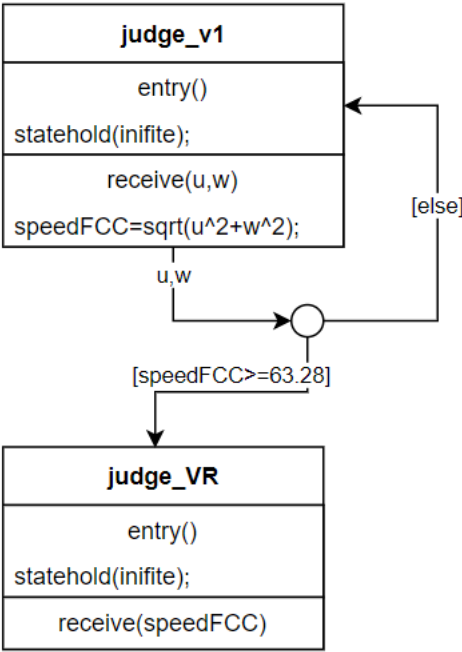 judge_v1
entry()
statehold(inifite);
receive(u,w)
speedFCC=sqrt(u^2+w^2);
[else]
u,w
[speedFCC>=63.28]
judge_VR
entry()
statehold(inifite);
receive(speedFCC)